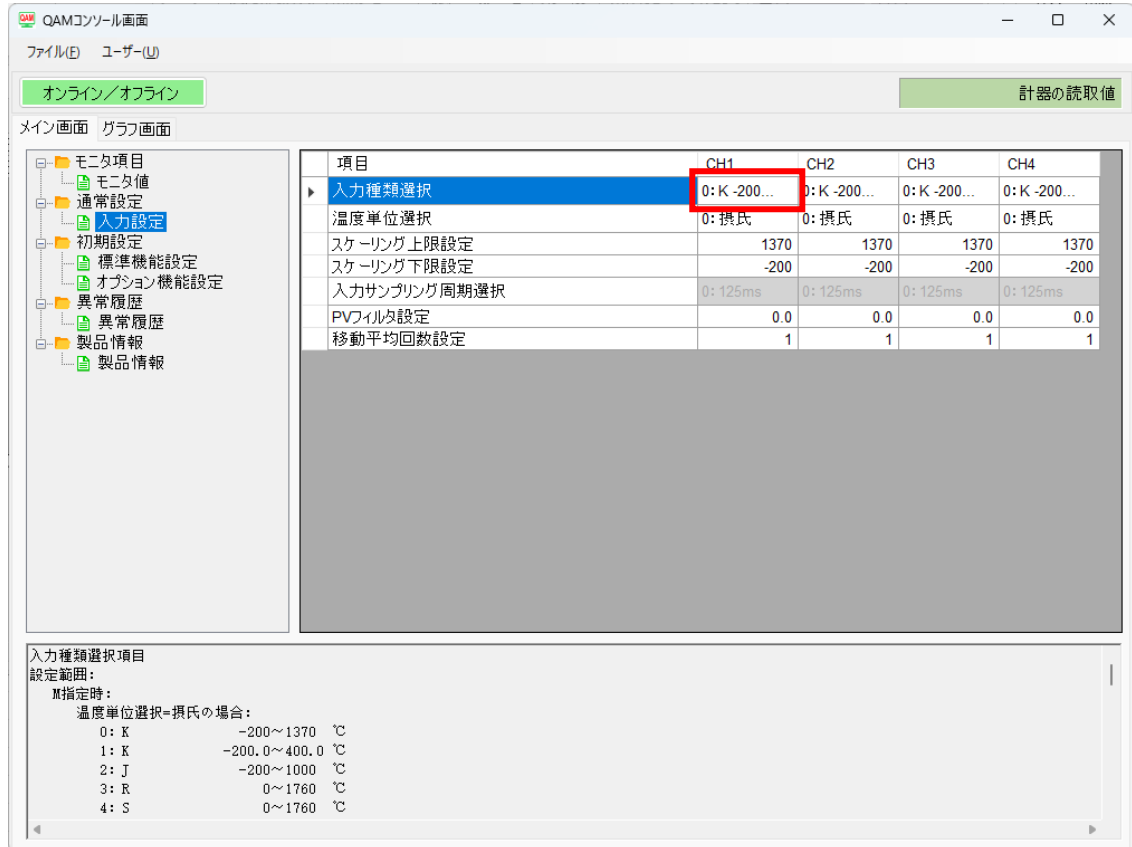 QAM QAMコンソール画面
ファイル(F) ユーザー(U)
オンライン／オフライン 計器の読取値
メイン画面 グラフ画面
モニタ項目
モニタ値
通常設定
入力設定
初期設定
標準機能設定
オプション機能設定
異常履歴
異常履歴
製品情報
製品情報
項目 CH1 CH2 CH3 CH4
入力種類選択 0: K -200... 0: K -200... 0: K -200... 0: K -200...
温度単位選択 0: 摂氏 0: 摂氏 0: 摂氏 0: 摂氏
スケーリング上限設定 1370 1370 1370 1370
スケーリング下限設定 -200 -200 -200 -200
入力サンプリング周期選択 0: 125ms 0: 125ms 0: 125ms 0: 125ms
PVフィルタ設定 0.0 0.0 0.0 0.0
移動平均回数設定 1 1 1 1
入力種類選択項目
設定範囲:
M指定時:
温度単位選択=摂氏の場合:
0: K -200～1370 ℃
1: K -200.0～400.0 ℃
2: J -200～1000 ℃
3: R 0～1760 ℃
4: S 0～1760 ℃